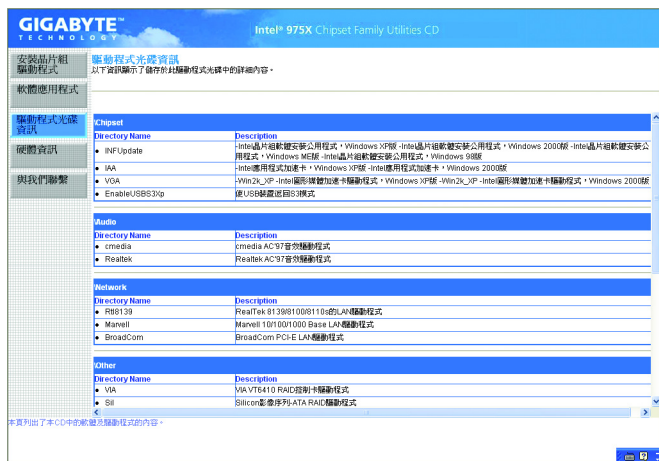 GIGABYTE™
TECHNOLOGY
Intel® 975X Chipset Family Utilities CD
安裝晶片組
驅動程式
軟體應用程式
驅動程式光碟
資訊
硬體資訊
與我們聯繫
驅動程式光碟資訊
以下資訊顯示了儲存於此驅動程式光碟中的詳細內容。
\Chipset
Directory Name Description
• INFUpdate -Intel晶片組軟體安裝公用程式，Windows XP版 -Intel晶片組軟體安裝公用程式，Windows 2000版 -Intel晶片組軟體安裝公
用程式，Windows ME版 -Intel晶片組軟體安裝公用程式，Windows 98版
• IAA -Intel應用程式加速卡，Windows XP版 -Intel應用程式加速卡，Windows 2000版
• VGA -Win2k_XP -Intel圖形媒體加速卡驅動程式，Windows XP版 -Win2k_XP -Intel圖形媒體加速卡驅動程式，Windows 2000版
• EnableUSBS3Xp 使USB裝置返回S3模式
\Audio
Directory Name Description
• cmedia cmedia AC'97音效驅動程式
• Realtek Realtek AC'97音效驅動程式
\Network
Directory Name Description
• Rtl8139 RealTek 8139/8100/8110s的LAN驅動程式
• Marvell Marvell 10/100/1000 Base LAN驅動程式
• BroadCom BroadCom PCI-E LAN驅動程式
\Other
Directory Name Description
• VIA VIA VT6410 RAID控制卡驅動程式
• Sil Silicon影像序列-ATA RAID驅動程式
本頁列出了本CD中的軟體及驅動程式的內容。